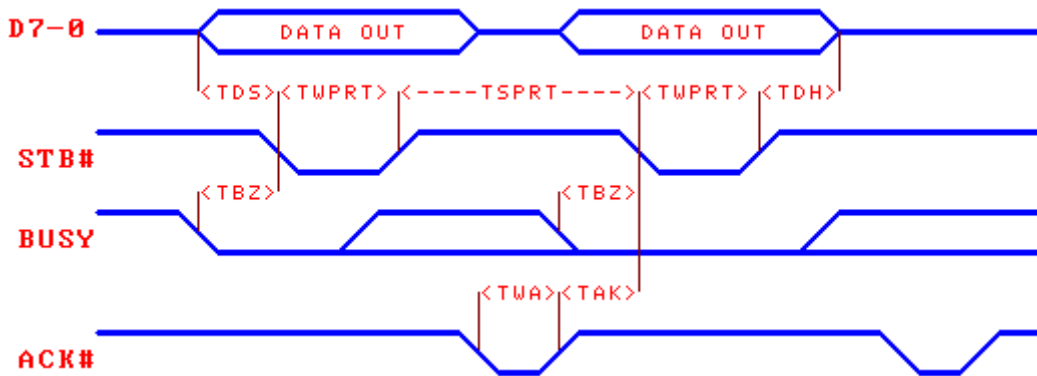 D7-0 DATA OUT DATA OUT
<TDS><TWPRT> <----TSPRT----><TWPRT><TDH>
STB#
<TBZ> <TBZ>
BUSY
<TWA><TAK>
ACK#